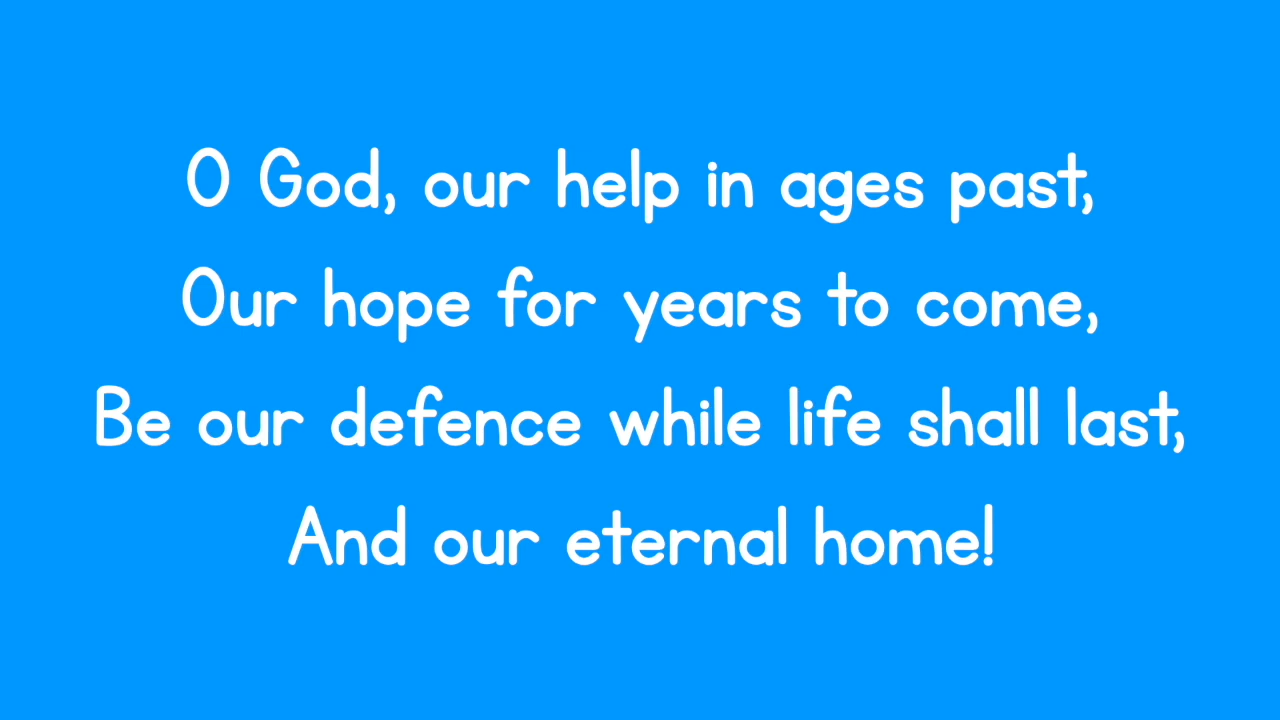 O God, our help in ages past,
Our hope for years to come,
Be our defence while life shall last,
And our eternal home!